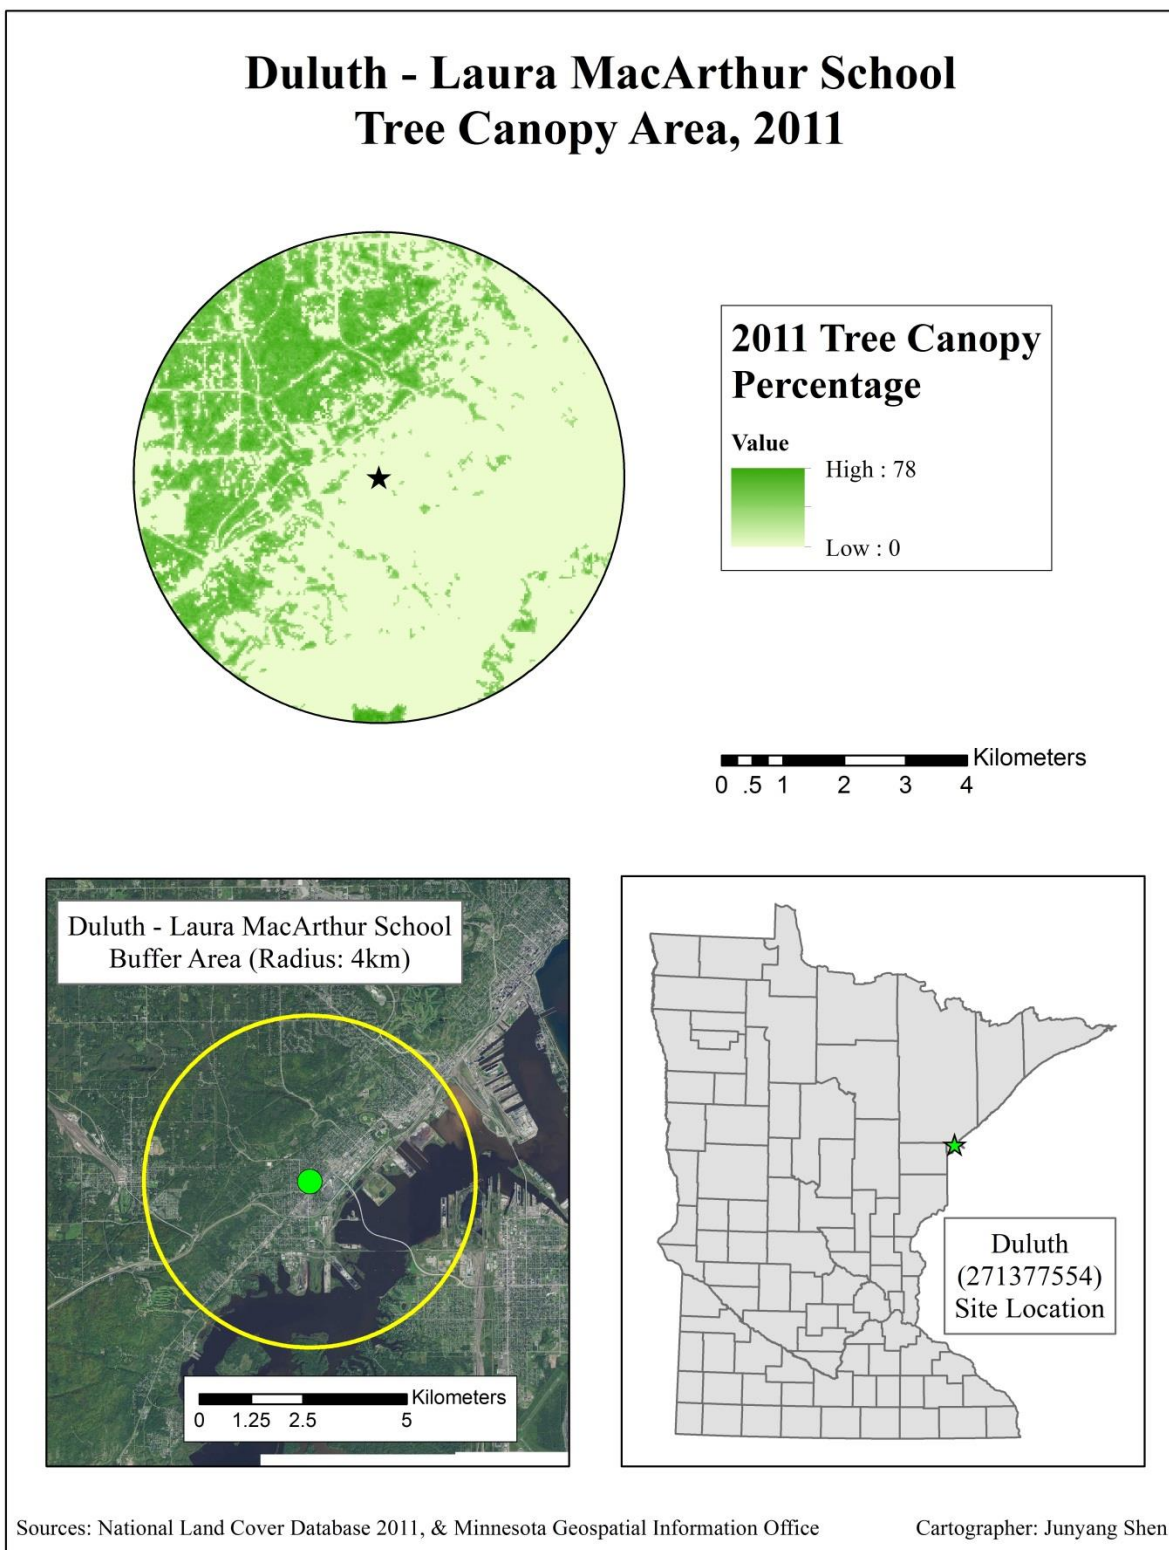 Duluth - Laura MacArthur School
Tree Canopy Area, 2011
2011 Tree Canopy
Percentage
Value
High : 78
Low : 0
Kilometers
0 .5 1 2 3 4
Duluth - Laura MacArthur School
Buffer Area (Radius: 4km)
Kilometers
0 1.25 2.5 5
Duluth
(271377554)
Site Location
Sources: National Land Cover Database 2011, & Minnesota Geospatial Information Office
Cartographer: Junyang Shen